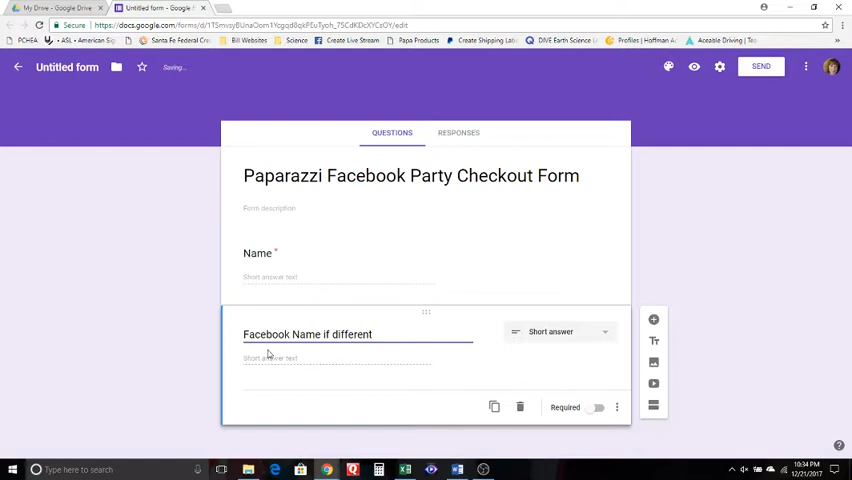 My Drive - Google Drive
Untitled form - Google F
Secure
https://docs.google.com/forms/d/
/edit
PCHEA
ASL • American Sig
Santa Fe Federal Cre
Bill Websites
Science
Create Live Stream
Papa Products
Create Shipping Lab
DIVE Earth Science
Profiles | Hoffman A
Aceable Driving | Te
Untitled form
Saving...
SEND
QUESTIONS
RESPONSES
Paparazzi Facebook Party Checkout Form
Form description
Name *
Short answer text
Facebook Name if different
Short answer
Short answer text
Required
Type here to search
10:34 PM
12/21/2017